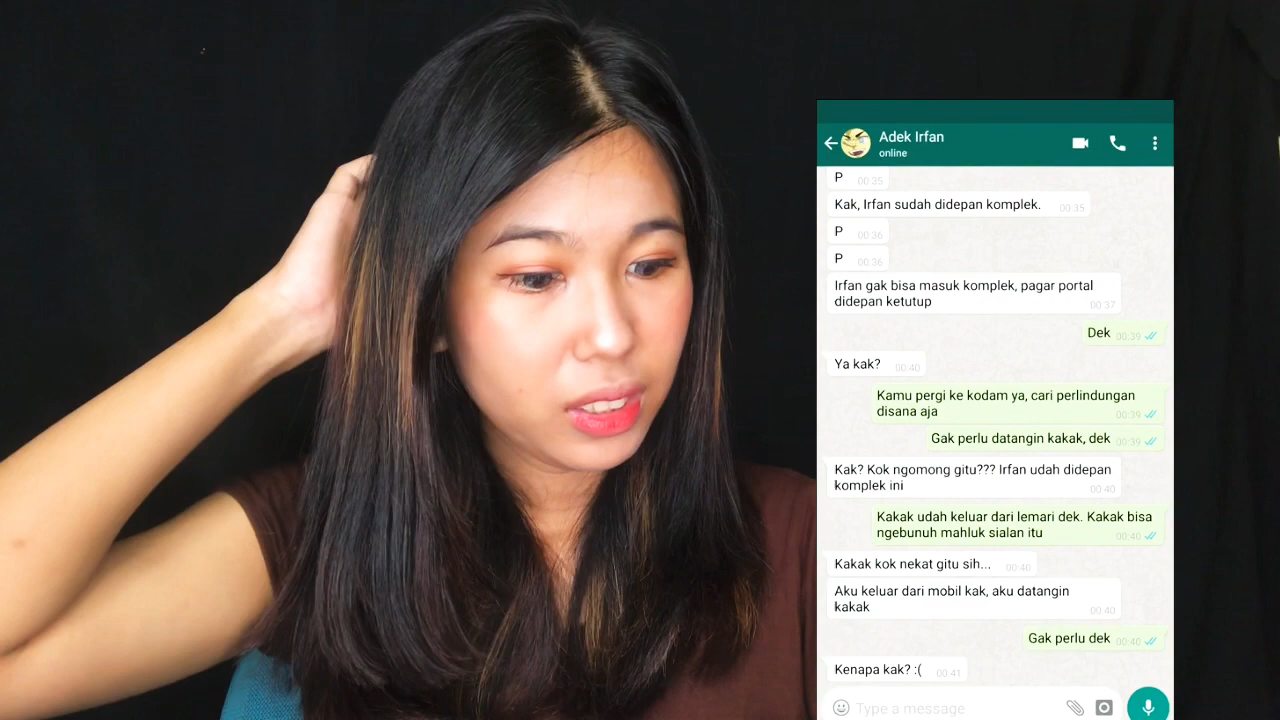 Adek Irfan
online
P 00:35
Kak, Irfan sudah didepan komplek. 00:35
P 00:36
P 00:36
Irfan gak bisa masuk komplek, pagar portal
didepan ketutup 00:37
Dek 00:39
Ya kak? 00:40
Kamu pergi ke kodam ya, cari perlindungan
disana aja 00:39
Gak perlu datangin kakak, dek 00:39
Kak? Kok ngomong gitu??? Irfan udah didepan
komplek ini 00:40
Kakak udah keluar dari lemari dek. Kakak bisa
ngebunuh mahluk sialan itu 00:40
Kakak kok nekat gitu sih... 00:40
Aku keluar dari mobil kak, aku datangin
kakak 00:40
Gak perlu dek 00:40
Kenapa kak? :( 00:41
Type a message